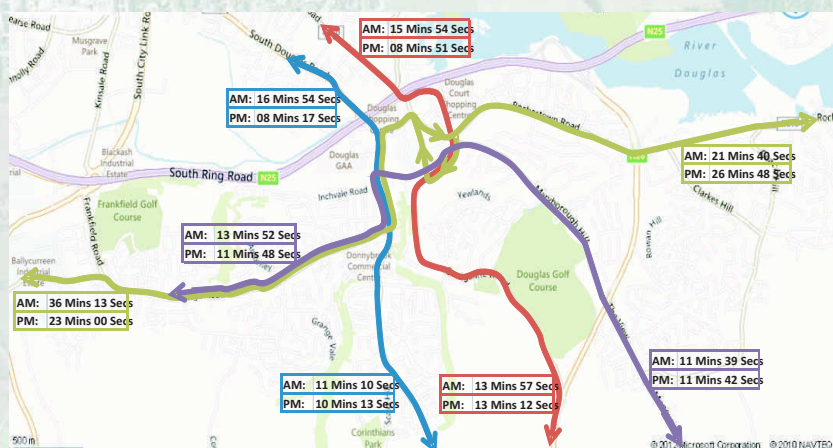 AM: 15 Mins 54 Secs
PM: 08 Mins 51 Secs
Musgrave
Park
South City Link Ro
Kinsale Road
N25
River
Douglas
AM: 16 Mins 54 Secs
PM: 08 Mins 17 Secs
Douglas
Court
Shopping
Centre
Douglas
Shopping
Rochestown Road
Roch
Blackash
Industrial
Estate
Douglas
GAA
South Ring Road
N25
AM: 21 Mins 40 Secs
PM: 26 Mins 48 Secs
Inchvale Road
Clarkes Hill
Frankfield Golf
Course
Frankfield Road
Maryborough Hill
Rowan Hill
AM: 13 Mins 52 Secs
PM: 11 Mins 48 Secs
Donnybrook
Commercial
Centre
Ballycurreen
Industrial
Estate
Douglas Golf
Course
AM: 36 Mins 13 Secs
PM: 23 Mins 00 Secs
Grange Vale
AM: 11 Mins 39 Secs
PM: 11 Mins 42 Secs
AM: 11 Mins 10 Secs
PM: 10 Mins 13 Secs
AM: 13 Mins 57 Secs
PM: 13 Mins 12 Secs
Corinthians
Park
500 m
Microsoft Corporation © 2010 NAVTEQ